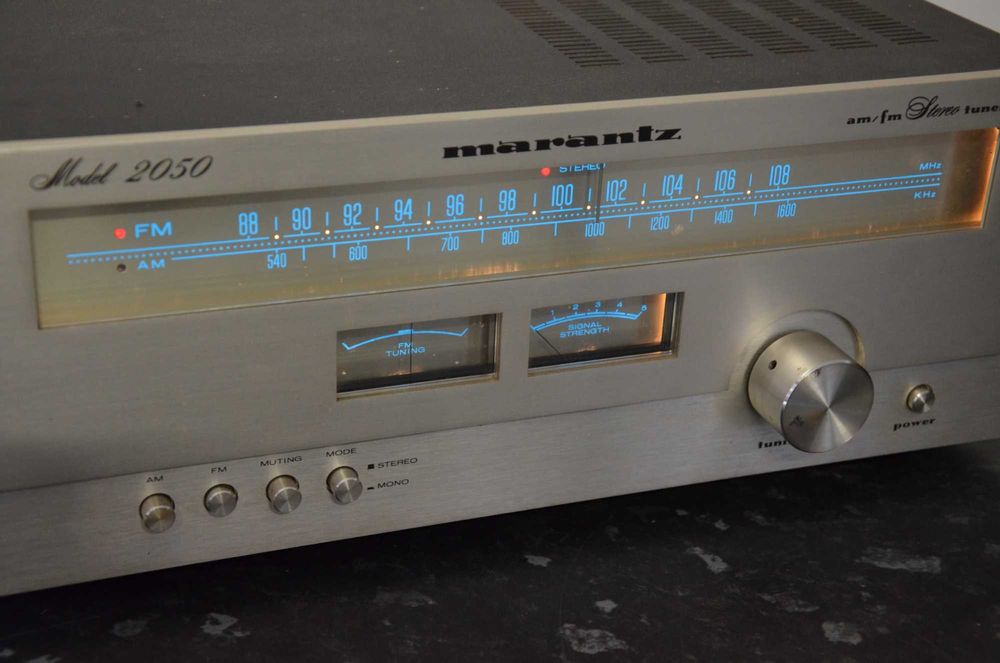 Model 2050
marantz
am/fm Stereo tune
STEREO
FM 88 90 92 94 96 98 100 102 104 106 108 MHz
AM 540 600 700 800 1000 1200 1400 1600 KHz
FM
TUNING
1 2 3 4 5
SIGNAL
STRENGTH
AM FM MUTING MODE
STEREO
MONO
tuni
power